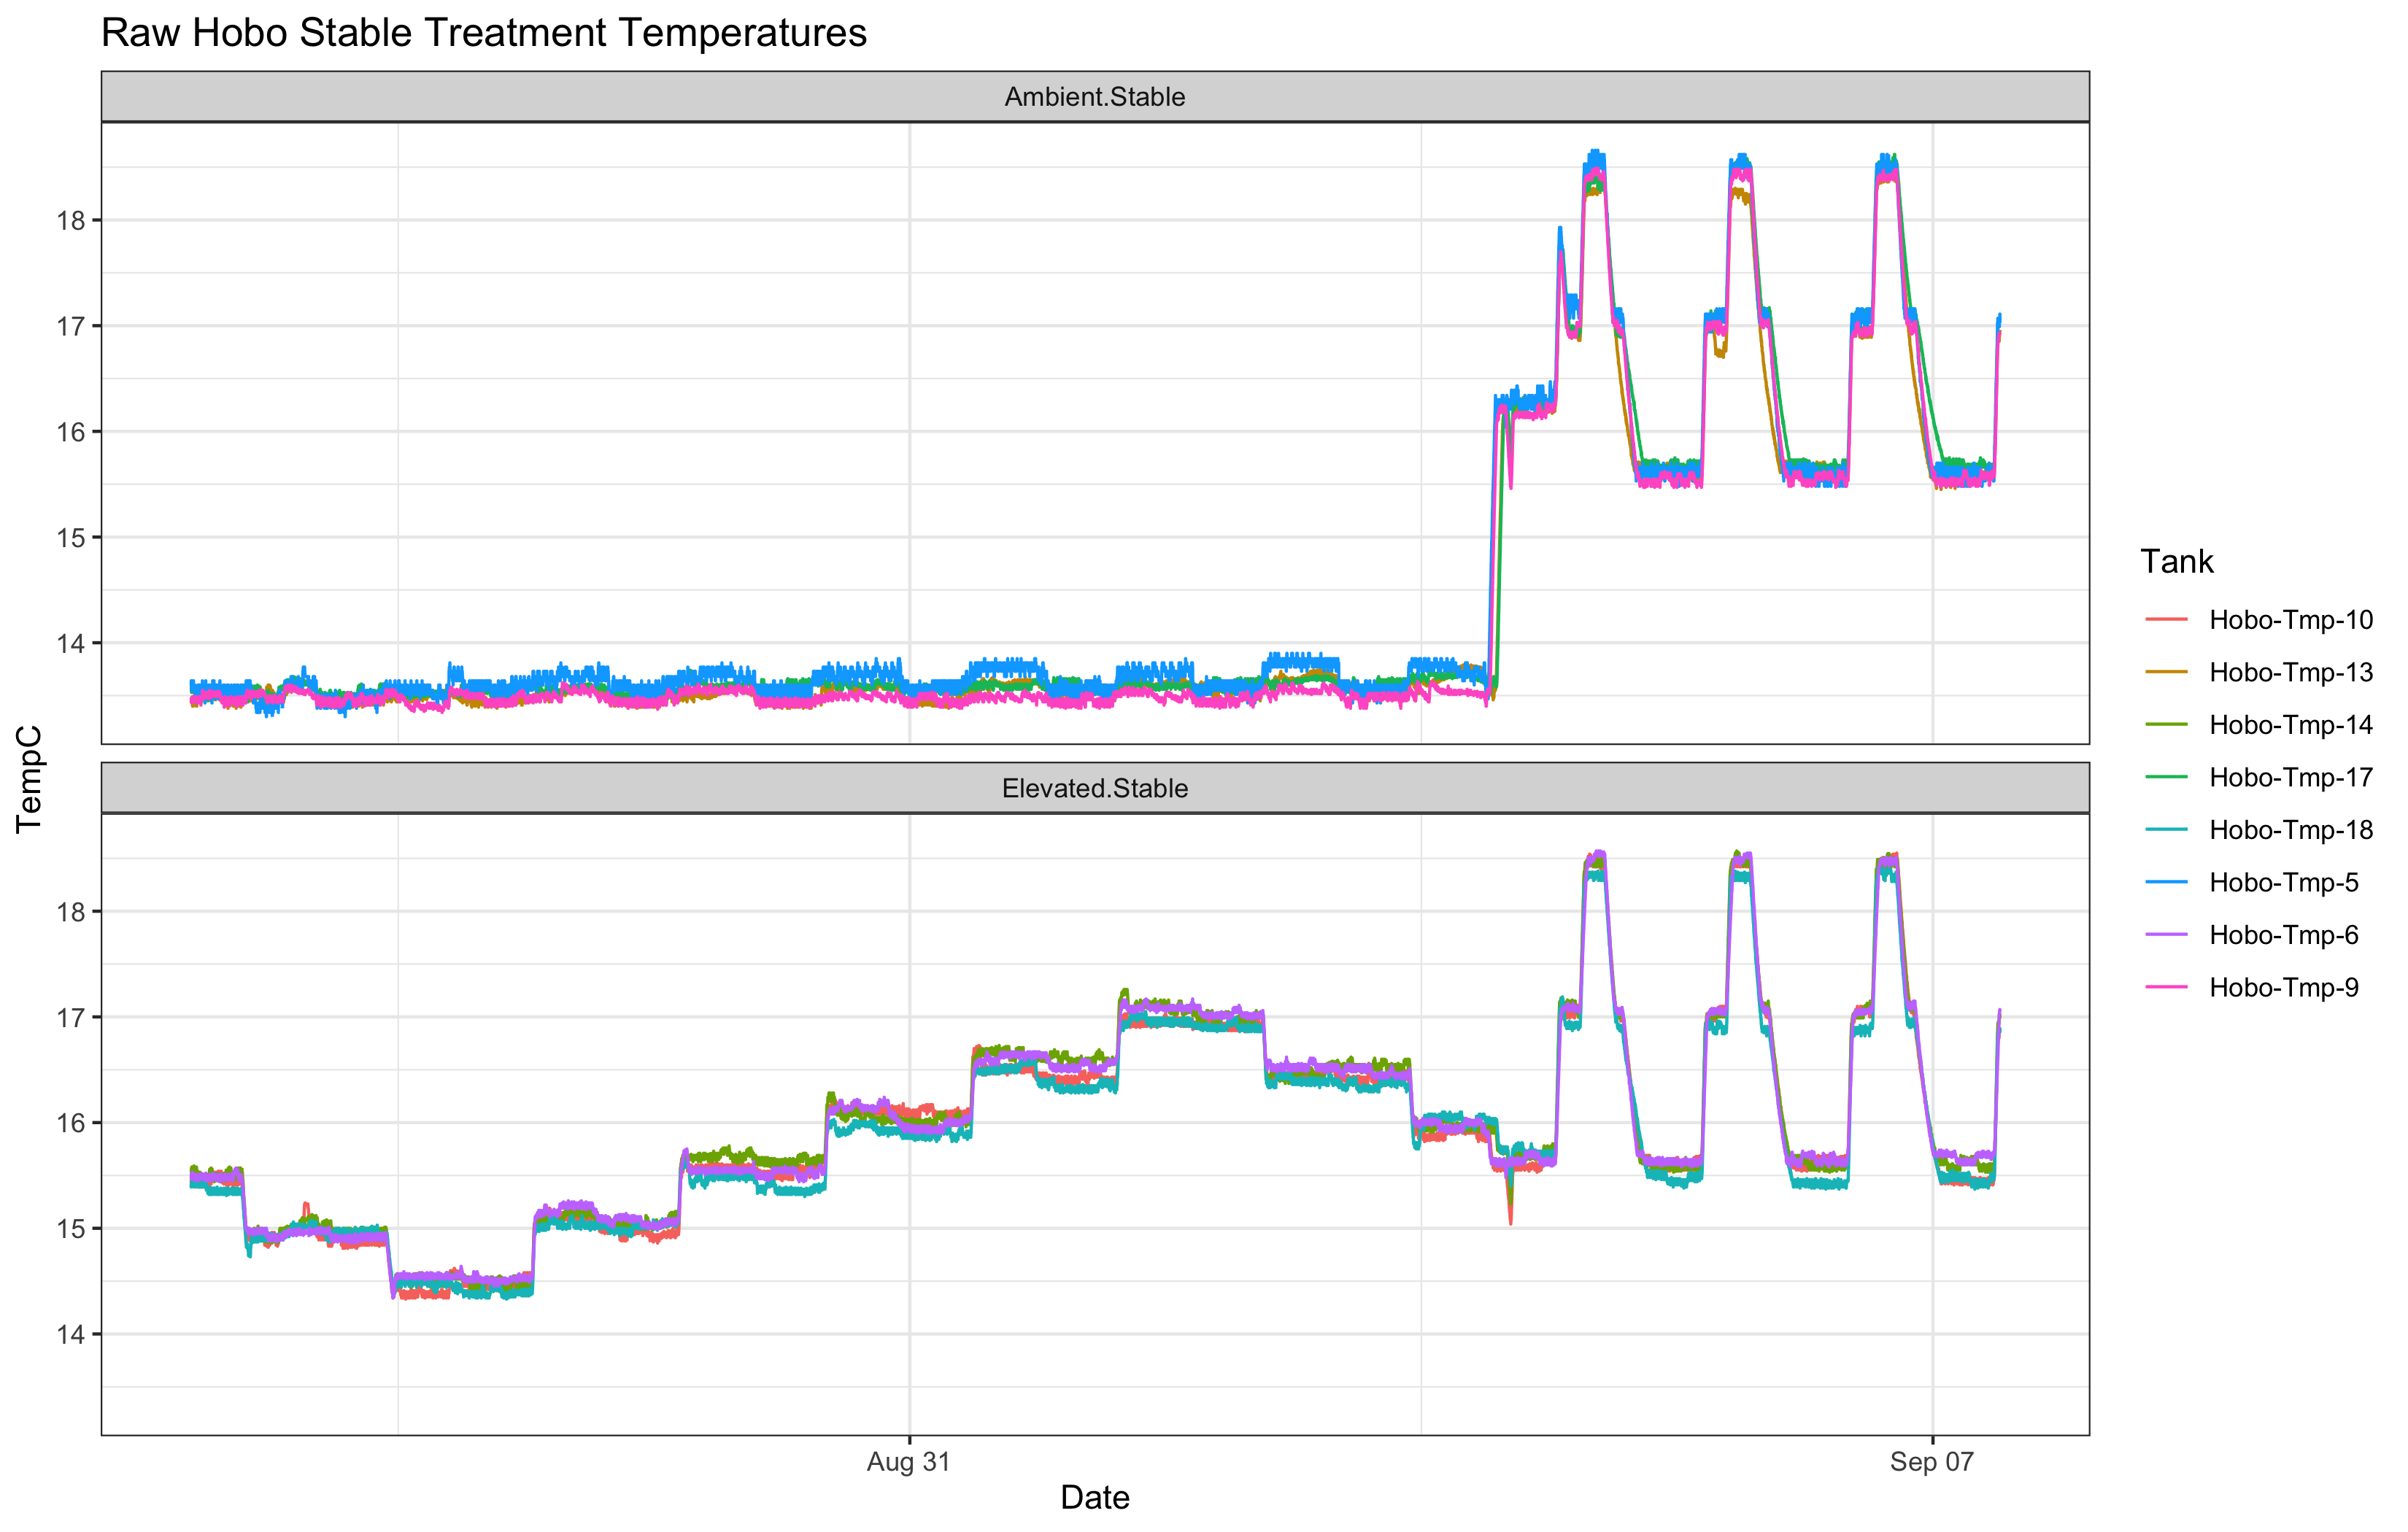 Raw Hobo Stable Treatment Temperatures
Ambient.Stable
18
17
16
15
14
Elevated.Stable
18
17
16
15
14
TempC
Aug 31
Sep 07
Date
Tank
Hobo-Tmp-10
Hobo-Tmp-13
Hobo-Tmp-14
Hobo-Tmp-17
Hobo-Tmp-18
Hobo-Tmp-5
Hobo-Tmp-6
Hobo-Tmp-9